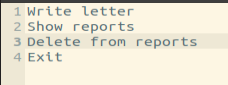 1 Write letter
2 Show reports
3 Delete from reports
4 Exit